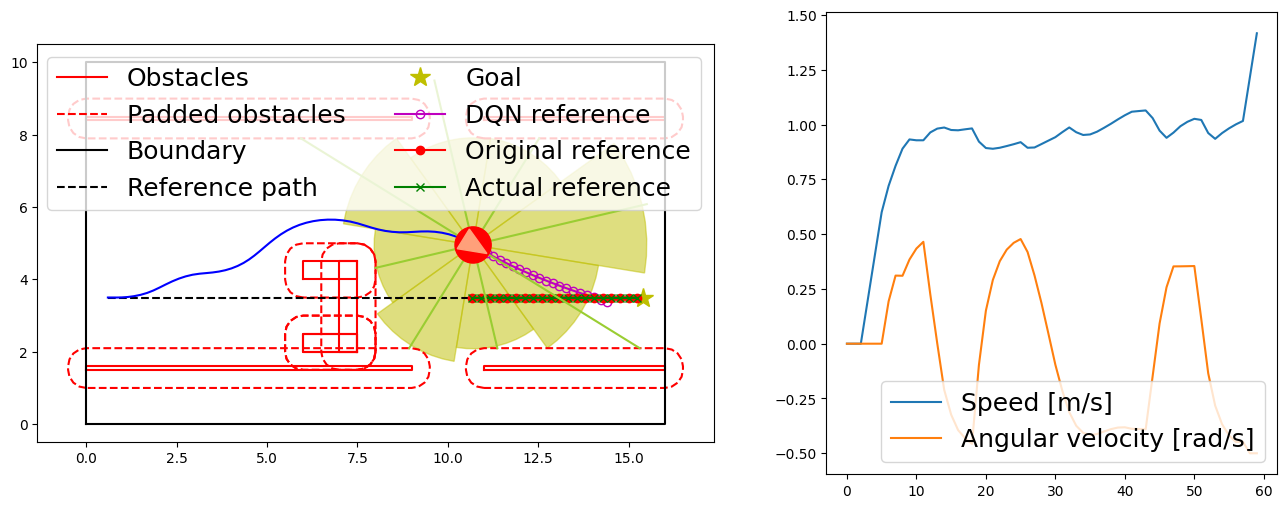 10
8
6
4
2
0
0.0 2.5 5.0 7.5 10.0 12.5 15.0
Obstacles
Padded obstacles
Boundary
Reference path
Goal
DQN reference
Original reference
Actual reference
1.50
1.25
1.00
0.75
0.50
0.25
0.00
−0.25
−0.50
0 10 20 30 40 50 60
Speed [m/s]
Angular velocity [rad/s]